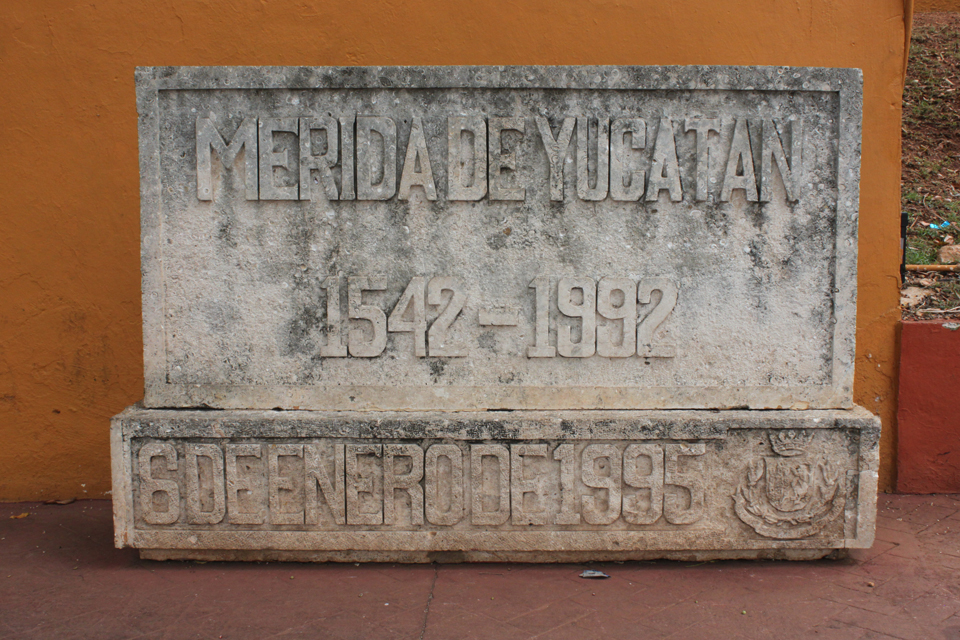 MERIDA DE YUCATAN
1542-1992
6 DE ENERO DE 1995